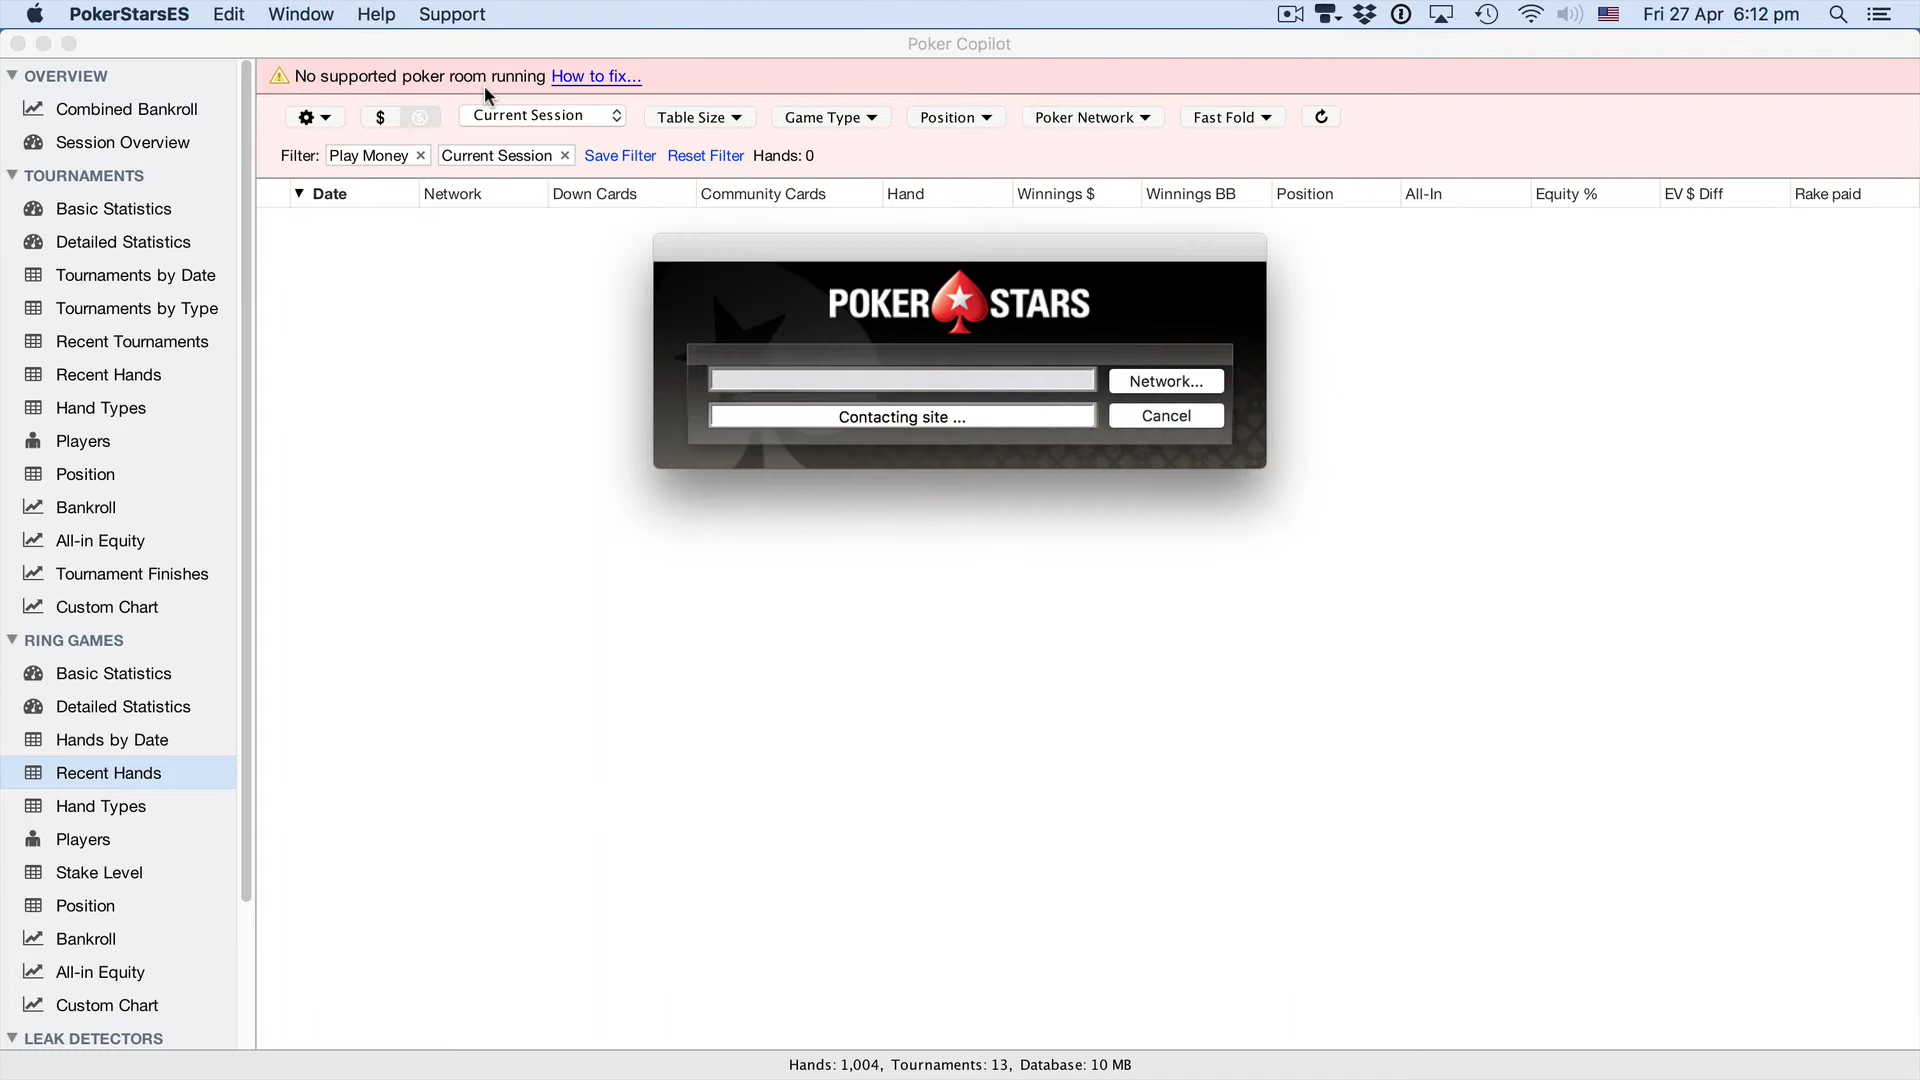 PokerStarsES Edit Window Help Support Fri 27 Apr 6:12 pm
Poker Copilot
OVERVIEW
Combined Bankroll
Session Overview
TOURNAMENTS
Basic Statistics
Detailed Statistics
Tournaments by Date
Tournaments by Type
Recent Tournaments
Recent Hands
Hand Types
Players
Position
Bankroll
All-in Equity
Tournament Finishes
Custom Chart
RING GAMES
Basic Statistics
Detailed Statistics
Hands by Date
Recent Hands
Hand Types
Players
Stake Level
Position
Bankroll
All-in Equity
Custom Chart
LEAK DETECTORS
No supported poker room running How to fix...
$ Current Session Table Size Game Type Position Poker Network Fast Fold
Filter: Play Money × Current Session × Save Filter Reset Filter Hands: 0
Date Network Down Cards Community Cards Hand Winnings $ Winnings BB Position All-In Equity % EV $ Diff Rake paid
POKER STARS
Network...
Contacting site ... Cancel
Hands: 1,004, Tournaments: 13, Database: 10 MB